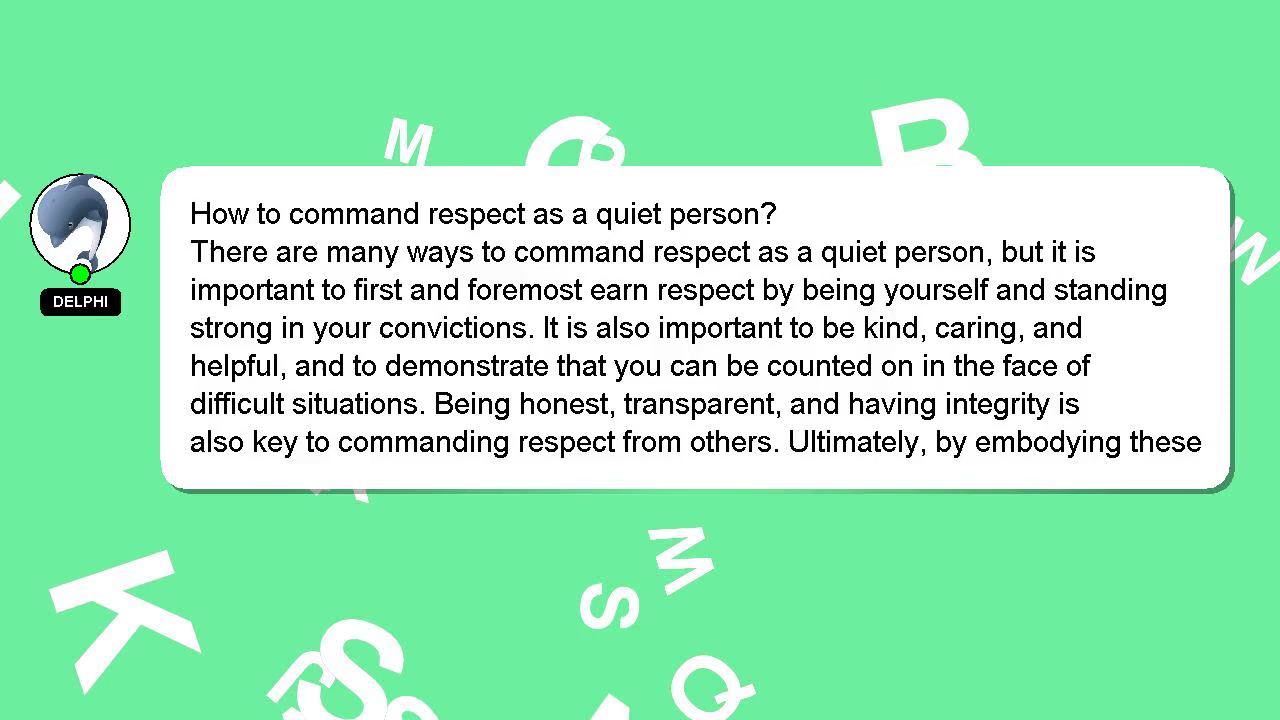 M
C
P
B
W
DELPHI
How to command respect as a quiet person?
There are many ways to command respect as a quiet person, but it is
important to first and foremost earn respect by being yourself and standing
strong in your convictions. It is also important to be kind, caring, and
helpful, and to demonstrate that you can be counted on in the face of
difficult situations. Being honest, transparent, and having integrity is
also key to commanding respect from others. Ultimately, by embodying these
M
K
S
S
Q